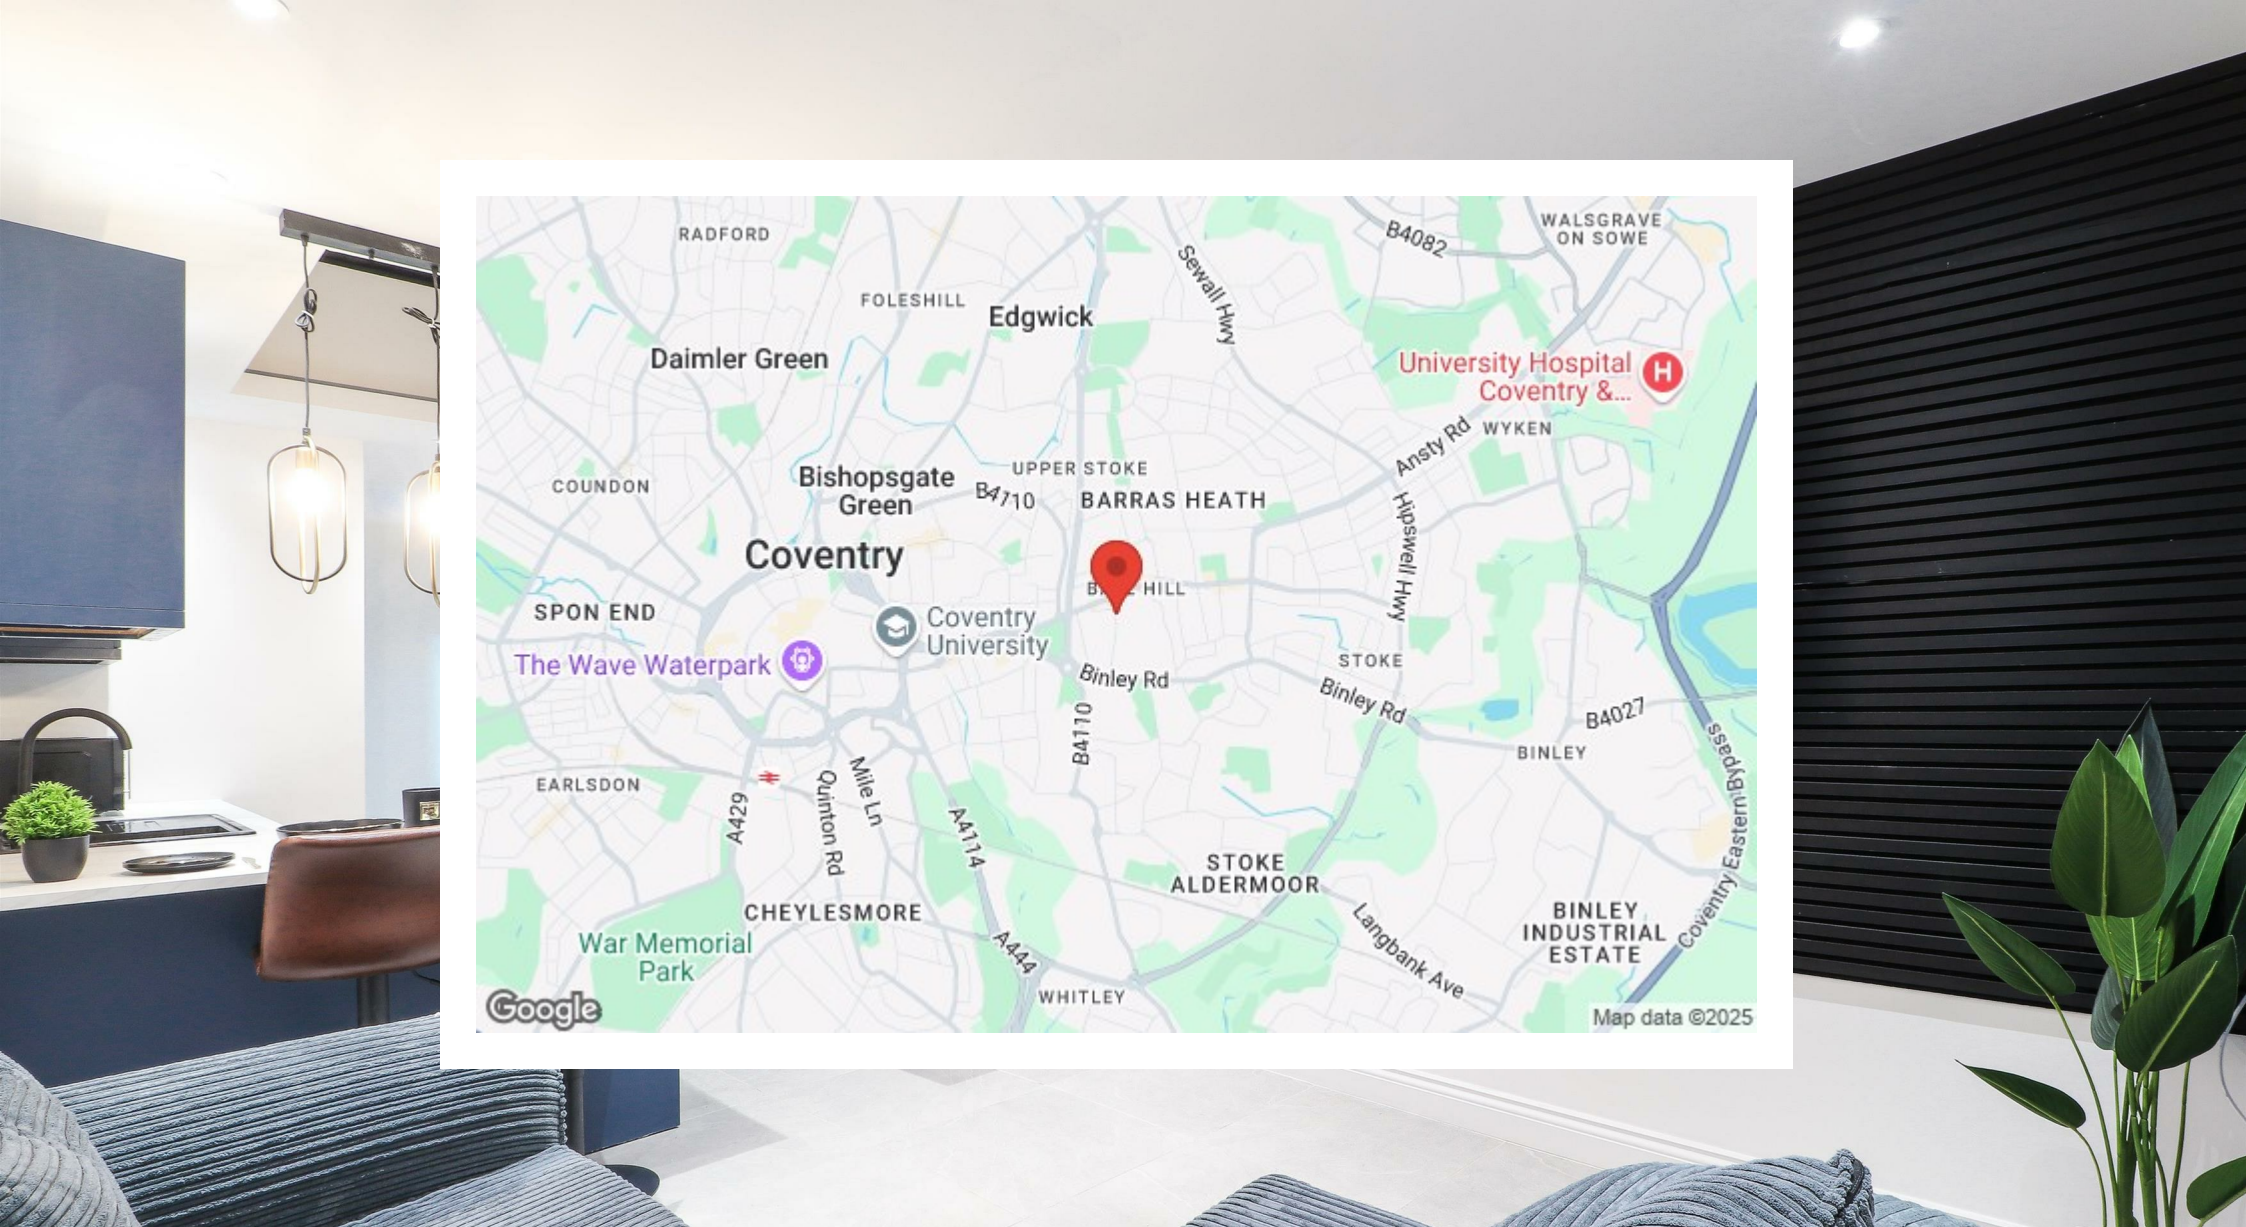 RADFORD
B4082
WALSGRAVE
ON SOWE
Sewall Hwy
FOLESHILL
Edgwick
Daimler Green
University Hospital
Coventry &...
H
Ansty Rd
WYKEN
UPPER STOKE
Bishopsgate
Green
COUNDON
B4710
BARRAS HEATH
Hipswell Hwy
Coventry
HILL
SPON END
Coventry
University
The Wave Waterpark
STOKE
Binley Rd
Binley Rd
B4110
B4027
BINLEY
Coventry Eastern Bypass
EARLSDON
A429
Quinton Rd
Mile Ln
A4114
STOKE
ALDERMOOR
CHEYLESMORE
War Memorial
Park
A444
Langbank Ave
BINLEY
INDUSTRIAL
ESTATE
WHITLEY
Google
Map data ©2025